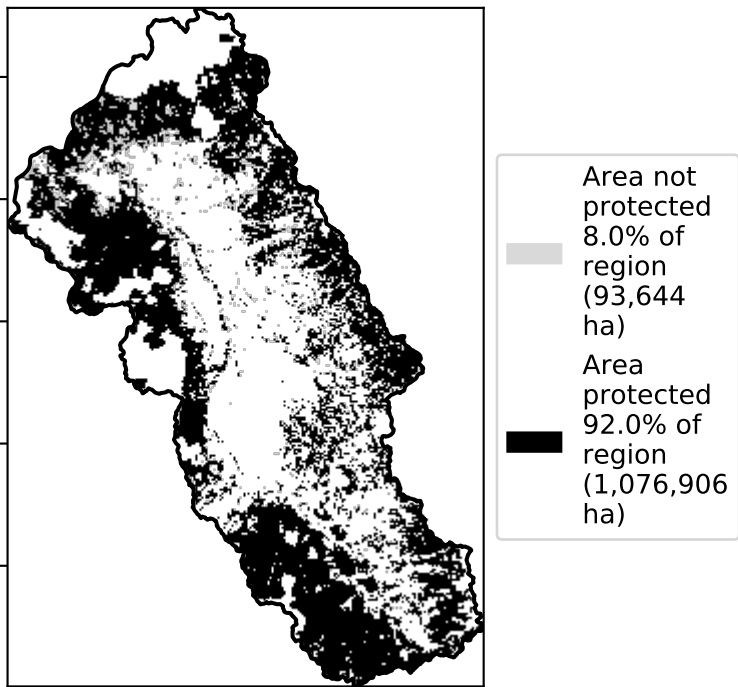 Area not
protected
8.0% of
region
(93,644
ha)
Area
protected
92.0% of
region
(1,076,906
ha)